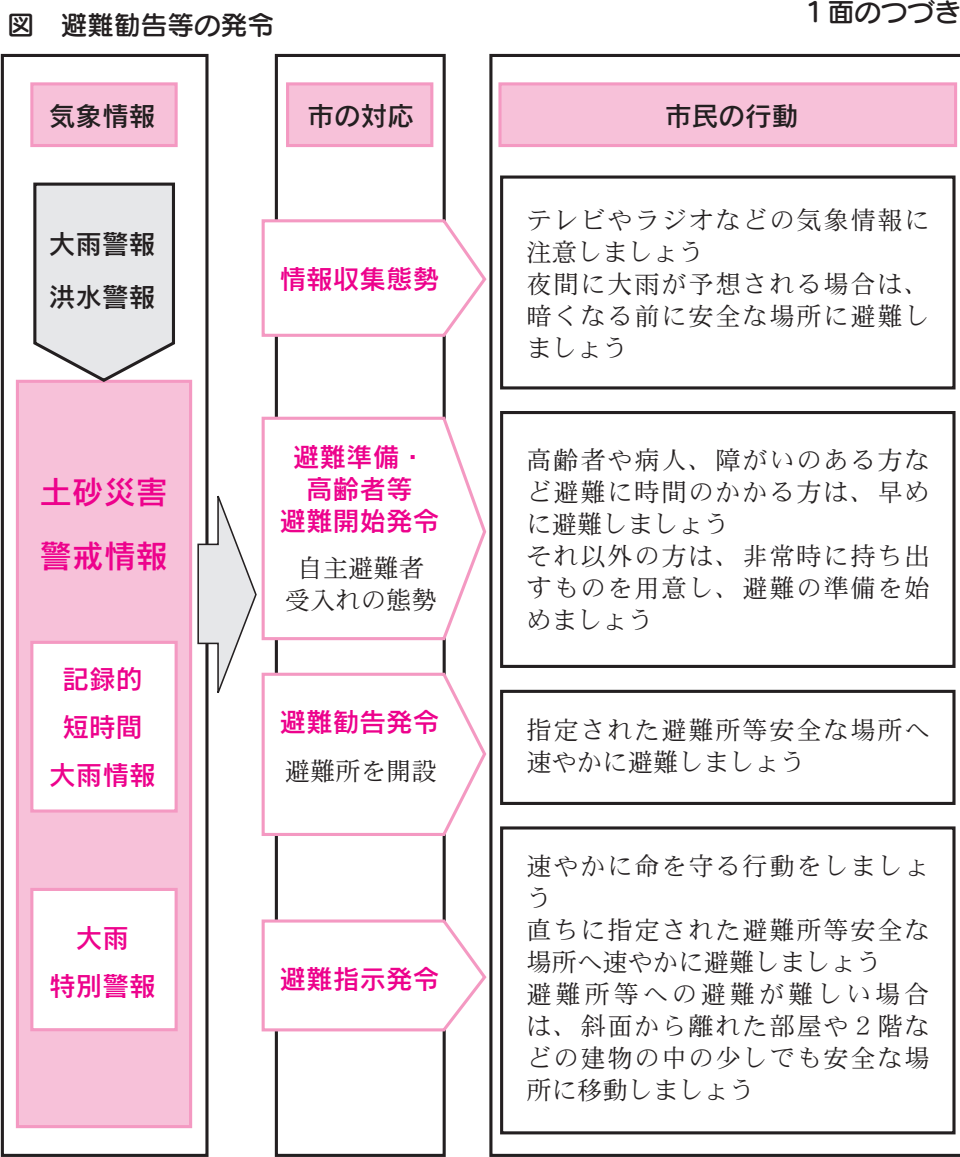 図　避難勧告等の発令
１面のつづき
気象情報
市の対応
市民の行動
大雨警報
洪水警報
土砂災害
警戒情報
記録的
短時間
大雨情報
大雨
特別警報
情報収集態勢
テレビやラジオなどの気象情報に
注意しましょう
夜間に大雨が予想される場合は、
暗くなる前に安全な場所に避難し
ましょう
避難準備・
高齢者等
避難開始発令
自主避難者
受入れの態勢
高齢者や病人、障がいのある方な
ど避難に時間のかかる方は、早め
に避難しましょう
それ以外の方は、非常時に持ち出
すものを用意し、避難の準備を始
めましょう
避難勧告発令
避難所を開設
指定された避難所等安全な場所へ
速やかに避難しましょう
避難指示発令
速やかに命を守る行動をしましょ
う
直ちに指定された避難所等安全な
場所へ速やかに避難しましょう
避難所等への避難が難しい場合
は、斜面から離れた部屋や２階な
どの建物の中の少しでも安全な場
所に移動しましょう